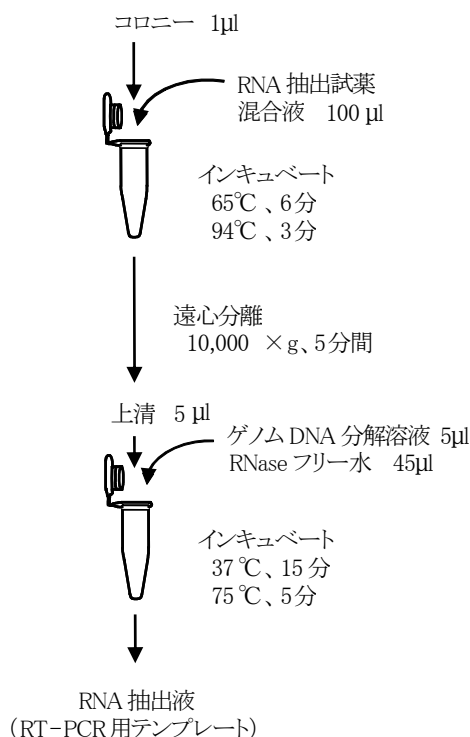 コロニー 1μl
RNA 抽出試薬
混合液 100 μl
インキュベート
65℃、6分
94℃、3分
遠心分離
10,000 ×g、5分間
上清 5 μl
ゲノム DNA 分解溶液 5μl
RNase フリー水 45μl
インキュベート
37 ℃、15 分
75 ℃、5 分
RNA 抽出液
(RT-PCR 用テンプレート)